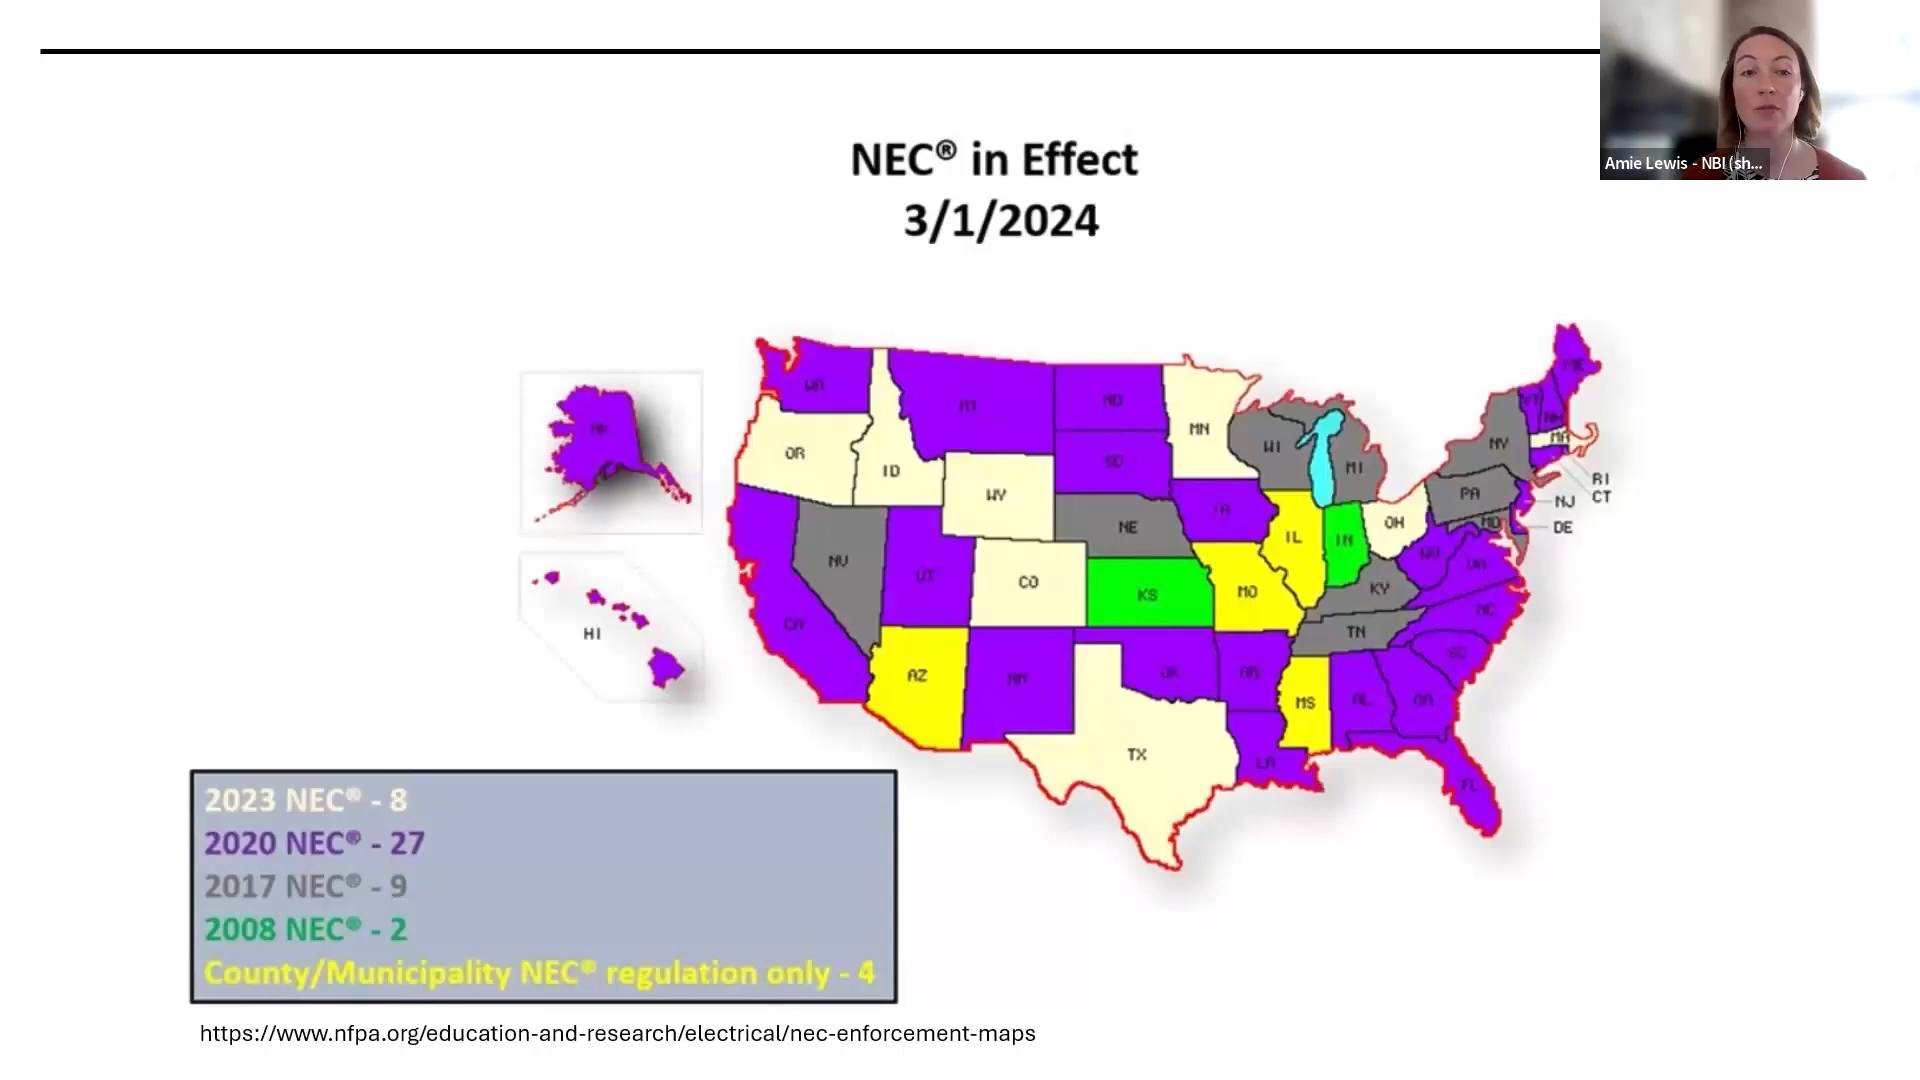 Amie Lewis - NBI (sh...
NEC® in Effect
3/1/2024
WA
MT
ND
MN
OR
ID
WY
SD
WI
MI
NY
VT
NH
ME
MA
RI
CT
NJ
DE
PA
MD
OH
IN
IL
IA
NE
NV
UT
CO
KS
MO
KY
WV
VA
NC
TN
SC
CA
AZ
NM
OK
AR
MS
AL
GA
TX
LA
FL
AK
HI
2023 NEC® - 8
2020 NEC® - 27
2017 NEC® - 9
2008 NEC® - 2
County/Municipality NEC® regulation only - 4
https://www.nfpa.org/education-and-research/electrical/nec-enforcement-maps